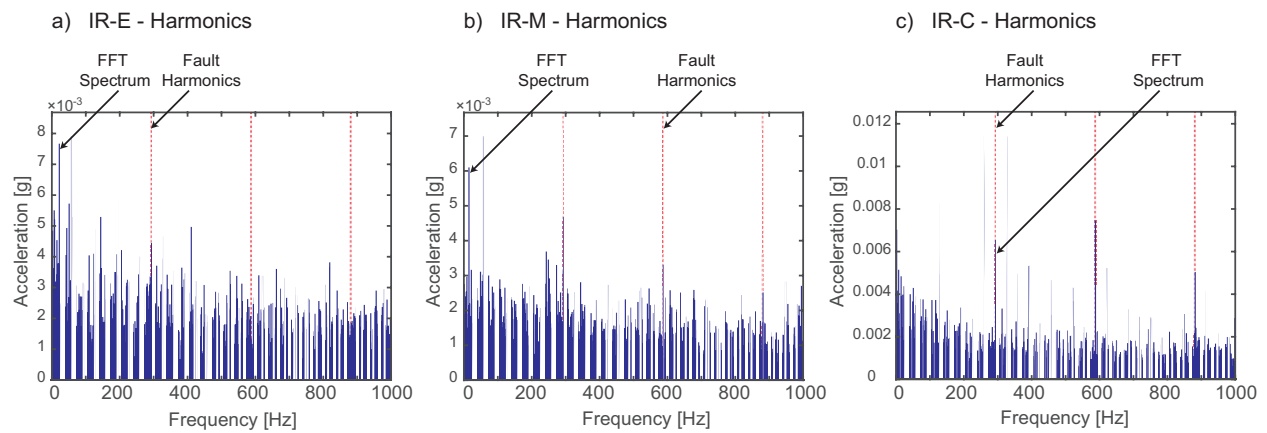 a) IR-E - Harmonics
FFT
Spectrum
Fault
Harmonics
×10-3
8
7
6
5
4
3
2
1
0
Acceleration [g]
0 200 400 600 800 1000
Frequency [Hz]
b) IR-M - Harmonics
FFT
Spectrum
Fault
Harmonics
×10-3
7
6
5
4
3
2
1
0
Acceleration [g]
0 200 400 600 800 1000
Frequency [Hz]
c) IR-C - Harmonics
Fault
Harmonics
FFT
Spectrum
0.012
0.01
0.008
0.006
0.004
0.002
0
Acceleration [g]
0 200 400 600 800 1000
Frequency [Hz]